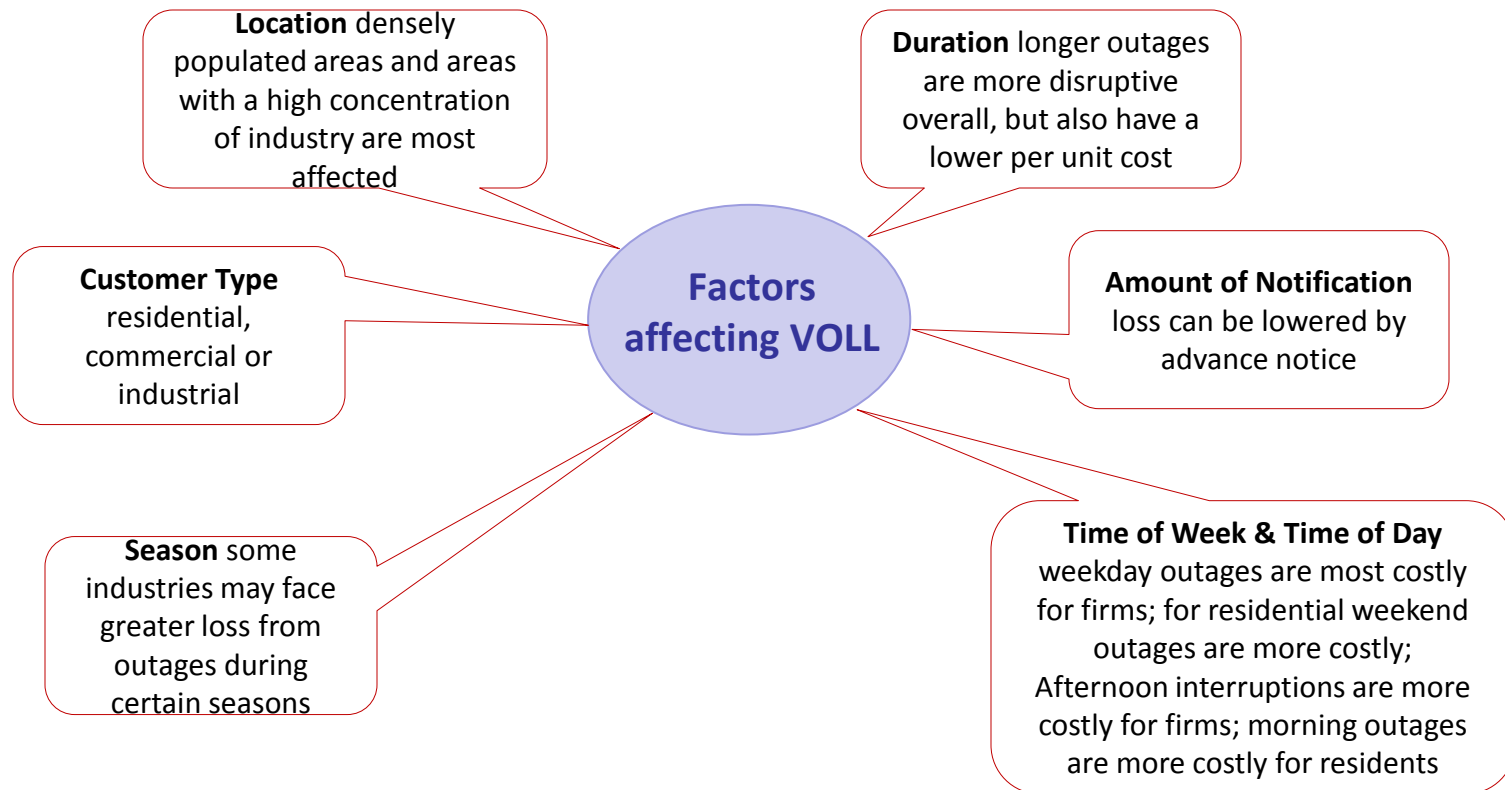 Location densely
populated areas and areas
with a high concentration
of industry are most
affected
Duration longer outages
are more disruptive
overall, but also have a
lower per unit cost
Customer Type
residential,
commercial or
industrial
Factors
affecting VOLL
Amount of Notification
loss can be lowered by
advance notice
Season some
industries may face
greater loss from
outages during
certain seasons
Time of Week & Time of Day
weekday outages are most costly
for firms; for residential weekend
outages are more costly;
Afternoon interruptions are more
costly for firms; morning outages
are more costly for residents